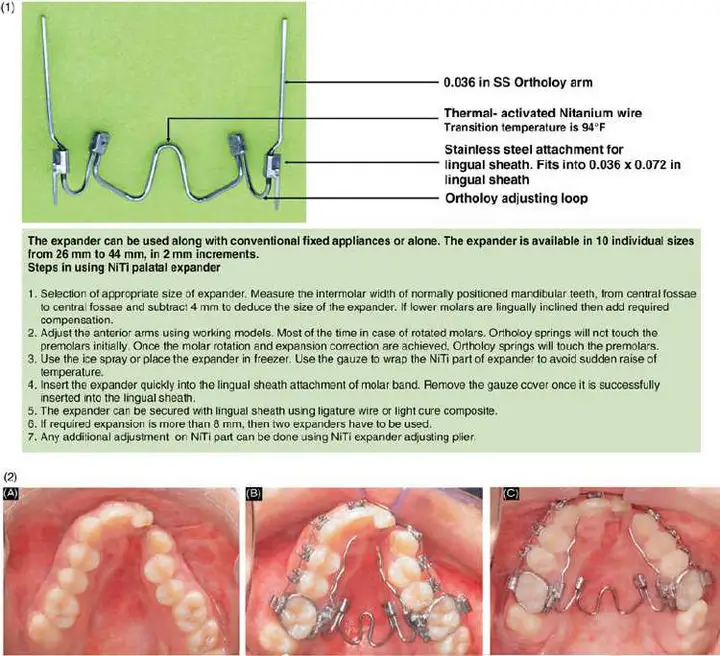 (1)
0.036 in SS Ortholoy arm
Thermal- activated Nitanium wire
Transition temperature is 94°F
Stainless steel attachment for
lingual sheath. Fits into 0.036 x 0.072 in
lingual sheath
Ortholoy adjusting loop
The expander can be used along with conventional fixed appliances or alone. The expander is available in 10 individual sizes
from 26 mm to 44 mm, in 2 mm increments.
Steps in using NiTi palatal expander
1. Selection of appropriate size of expander. Measure the intermolar width of normally positioned mandibular teeth, from central fossae
to central fossae and subtract 4 mm to deduce the size of the expander. If lower molars are lingually inclined then add required
compensation.
2. Adjust the anterior arms using working models. Most of the time in case of rotated molars. Ortholoy springs will not touch the
premolars initially. Once the molar rotation and expansion correction are achieved. Ortholoy springs will touch the premolars.
3. Use the ice spray or place the expander in freezer. Use the gauze to wrap the NiTi part of expander to avoid sudden raise of
temperature.
4. Insert the expander quickly into the lingual sheath attachment of molar band. Remove the gauze cover once it is successfully
inserted into the lingual sheath.
5. The expander can be secured with lingual sheath using ligature wire or light cure composite.
6. If required expansion is more than 8 mm, then two expanders have to be used.
7. Any additional adjustment on NiTi part can be done using NiTi expander adjusting plier.
(2)
(A)
(B)
(C)